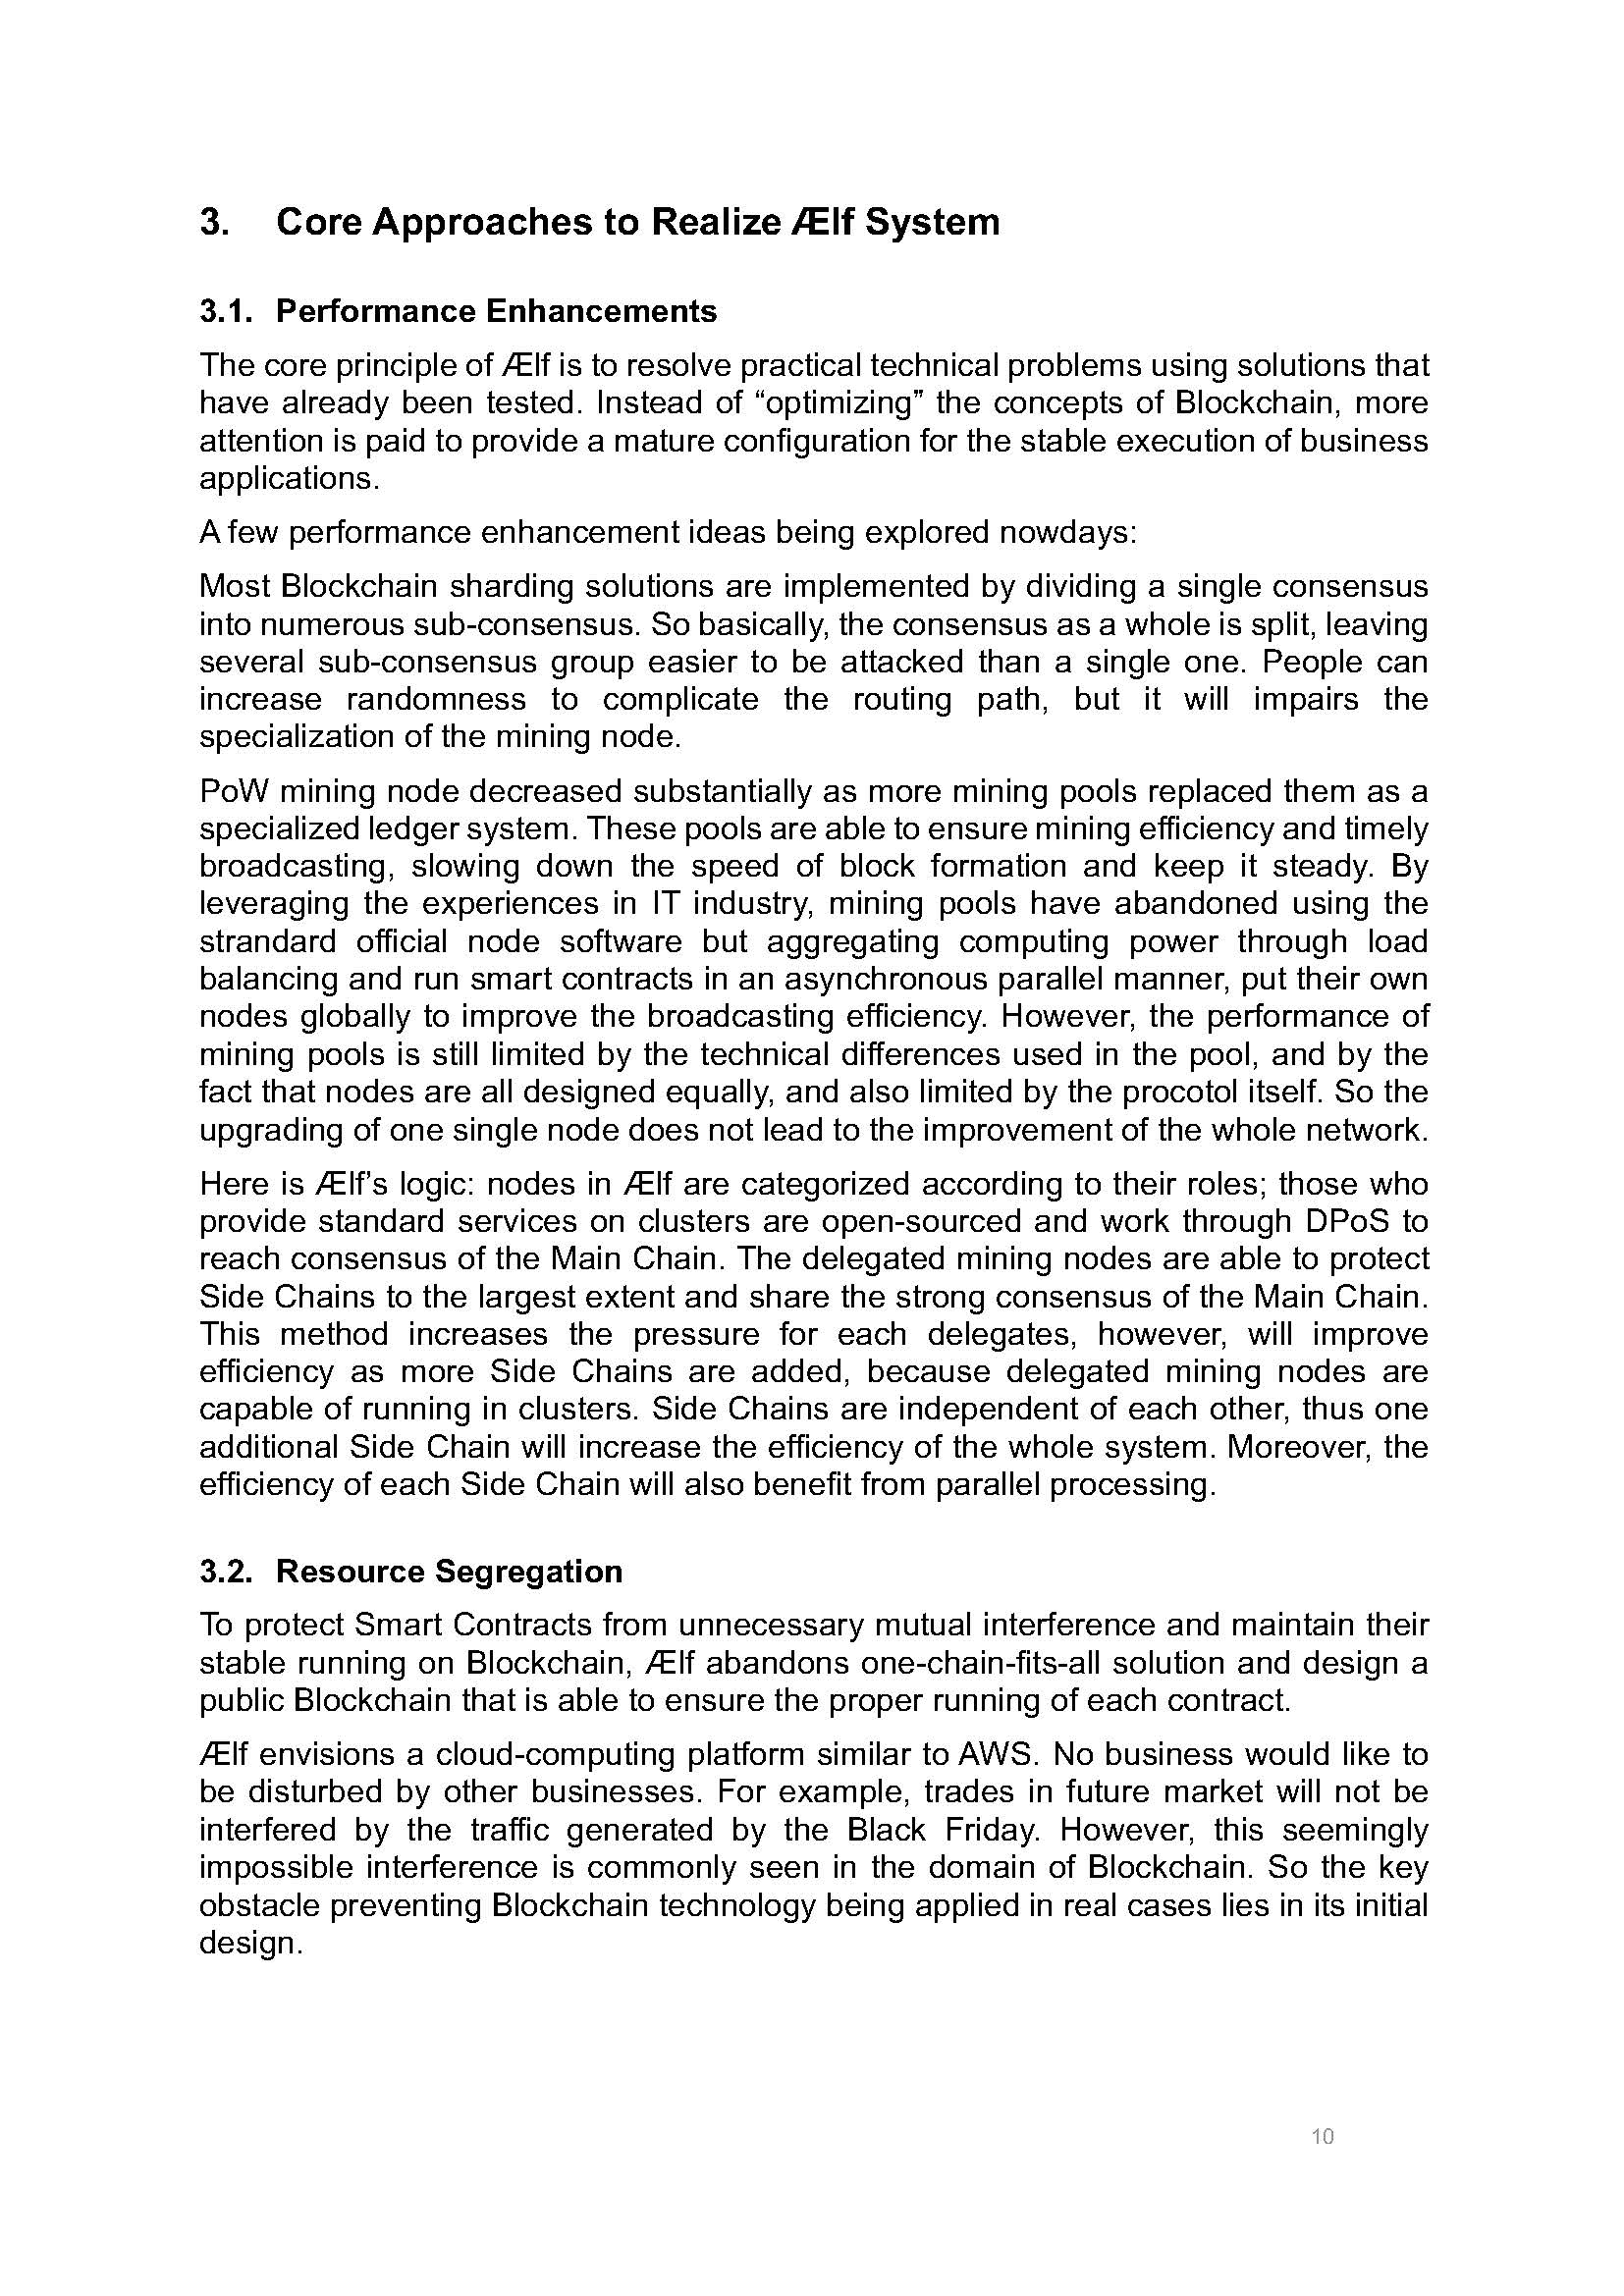 3. Core Approaches to Realize Ælf System
3.1. Performance Enhancements
The core principle of Ælf is to resolve practical technical problems using solutions that
have already been tested. Instead of “optimizing” the concepts of Blockchain, more
attention is paid to provide a mature configuration for the stable execution of business
applications.
A few performance enhancement ideas being explored nowdays:
Most Blockchain sharding solutions are implemented by dividing a single consensus
into numerous sub-consensus. So basically, the consensus as a whole is split, leaving
several sub-consensus group easier to be attacked than a single one. People can
increase randomness to complicate the routing path, but it will impairs the
specialization of the mining node.
PoW mining node decreased substantially as more mining pools replaced them as a
specialized ledger system. These pools are able to ensure mining efficiency and timely
broadcasting, slowing down the speed of block formation and keep it steady. By
leveraging the experiences in IT industry, mining pools have abandoned using the
strandard official node software but aggregating computing power through load
balancing and run smart contracts in an asynchronous parallel manner, put their own
nodes globally to improve the broadcasting efficiency. However, the performance of
mining pools is still limited by the technical differences used in the pool, and by the
fact that nodes are all designed equally, and also limited by the procotol itself. So the
upgrading of one single node does not lead to the improvement of the whole network.
Here is Ælf’s logic: nodes in Ælf are categorized according to their roles; those who
provide standard services on clusters are open-sourced and work through DPoS to
reach consensus of the Main Chain. The delegated mining nodes are able to protect
Side Chains to the largest extent and share the strong consensus of the Main Chain.
This method increases the pressure for each delegates, however, will improve
efficiency as more Side Chains are added, because delegated mining nodes are
capable of running in clusters. Side Chains are independent of each other, thus one
additional Side Chain will increase the efficiency of the whole system. Moreover, the
efficiency of each Side Chain will also benefit from parallel processing.
3.2. Resource Segregation
To protect Smart Contracts from unnecessary mutual interference and maintain their
stable running on Blockchain, Ælf abandons one-chain-fits-all solution and design a
public Blockchain that is able to ensure the proper running of each contract.
Ælf envisions a cloud-computing platform similar to AWS. No business would like to
be disturbed by other businesses. For example, trades in future market will not be
interfered by the traffic generated by the Black Friday. However, this seemingly
impossible interference is commonly seen in the domain of Blockchain. So the key
obstacle preventing Blockchain technology being applied in real cases lies in its initial
design.
10